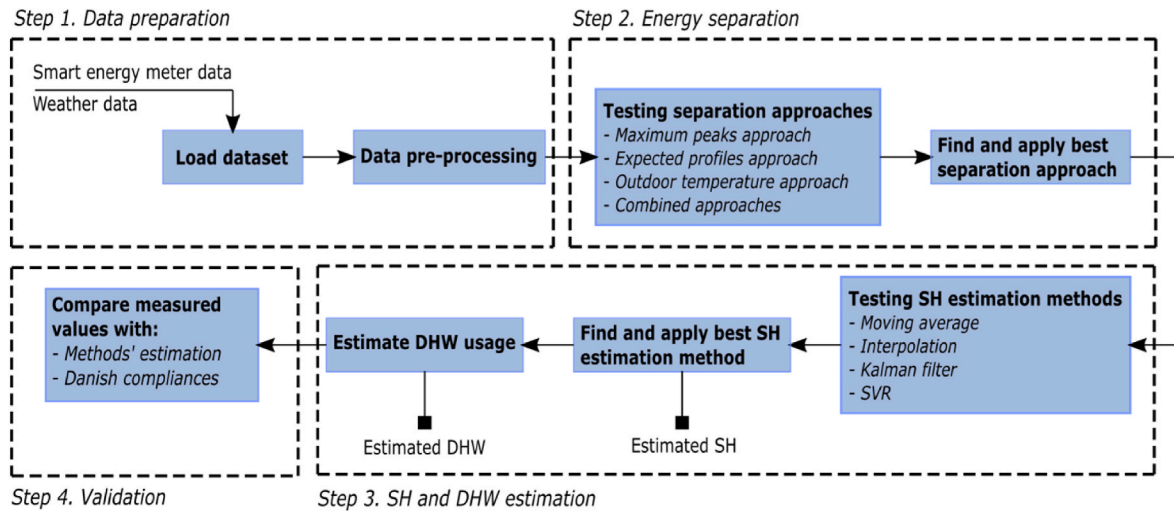 Step 1. Data preparation
Smart energy meter data
Weather data
Load dataset
Data pre-processing
Step 2. Energy separation
Testing separation approaches
- Maximum peaks approach
- Expected profiles approach
- Outdoor temperature approach
- Combined approaches
Find and apply best
separation approach
Testing SH estimation methods
- Moving average
- Interpolation
- Kalman filter
- SVR
Find and apply best SH
estimation method
Estimated SH
Estimate DHW usage
Estimated DHW
Step 3. SH and DHW estimation
Compare measured
values with:
- Methods' estimation
- Danish compliances
Step 4. Validation